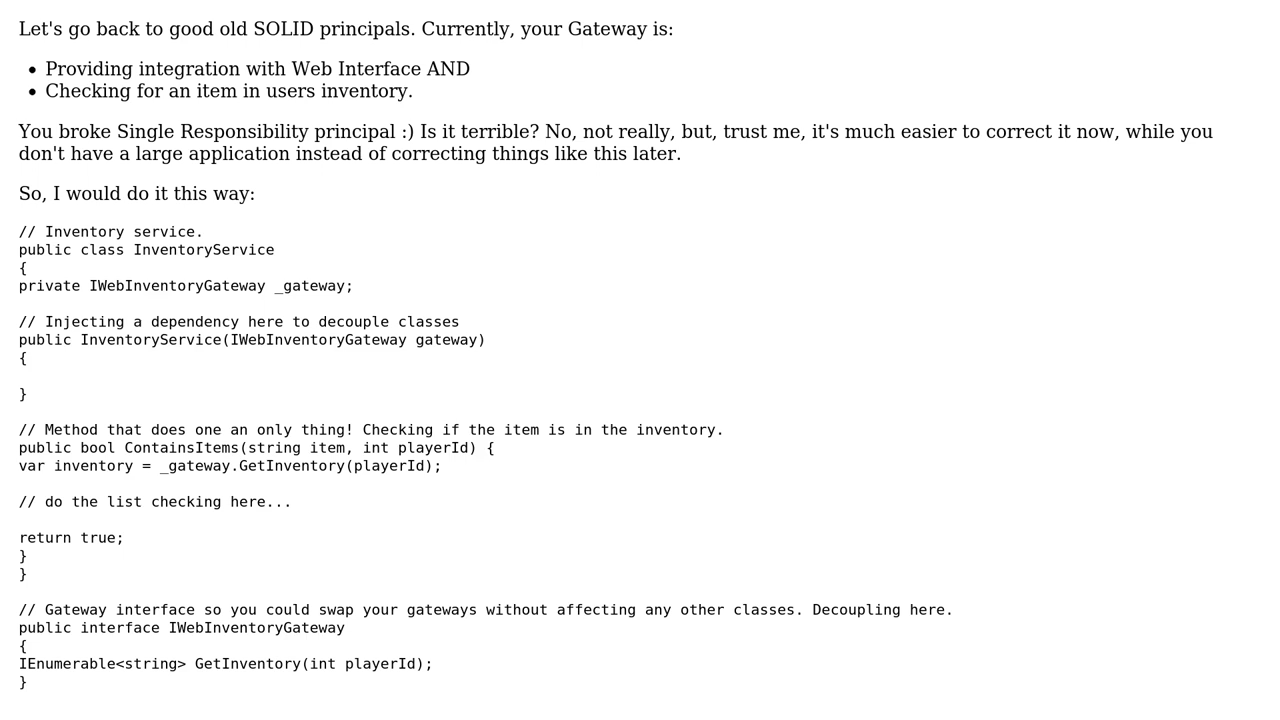 Let's go back to good old SOLID principals. Currently, your Gateway is:
• Providing integration with Web Interface AND
• Checking for an item in users inventory.
You broke Single Responsibility principal :) Is it terrible? No, not really, but, trust me, it's much easier to correct it now, while you
don't have a large application instead of correcting things like this later.
So, I would do it this way:
// Inventory service.
public class InventoryService
{
private IWebInventoryGateway _gateway;
// Injecting a dependency here to decouple classes
public InventoryService(IWebInventoryGateway gateway)
{
}
// Method that does one an only thing! Checking if the item is in the inventory.
public bool ContainsItems(string item, int playerId) {
var inventory = _gateway.GetInventory(playerId);
// do the list checking here...
return true;
}
}
// Gateway interface so you could swap your gateways without affecting any other classes. Decoupling here.
public interface IWebInventoryGateway
{
IEnumerable<string> GetInventory(int playerId);
}